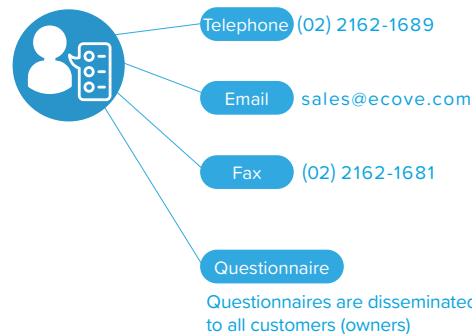 Telephone (02) 2162-1689
Email sales@ecove.com
Fax (02) 2162-1681
Questionnaire
Questionnaires are disseminated
to all customers (owners)